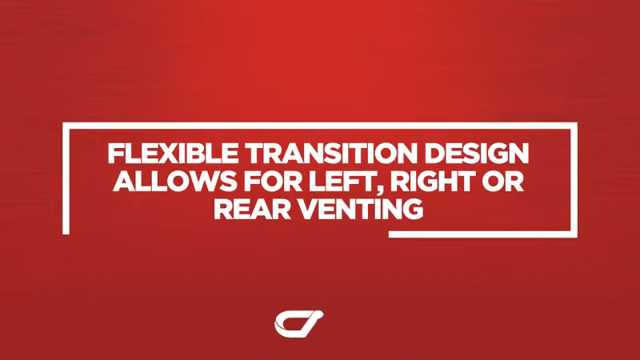 FLEXIBLE TRANSITION DESIGN
ALLOWS FOR LEFT, RIGHT OR
REAR VENTING